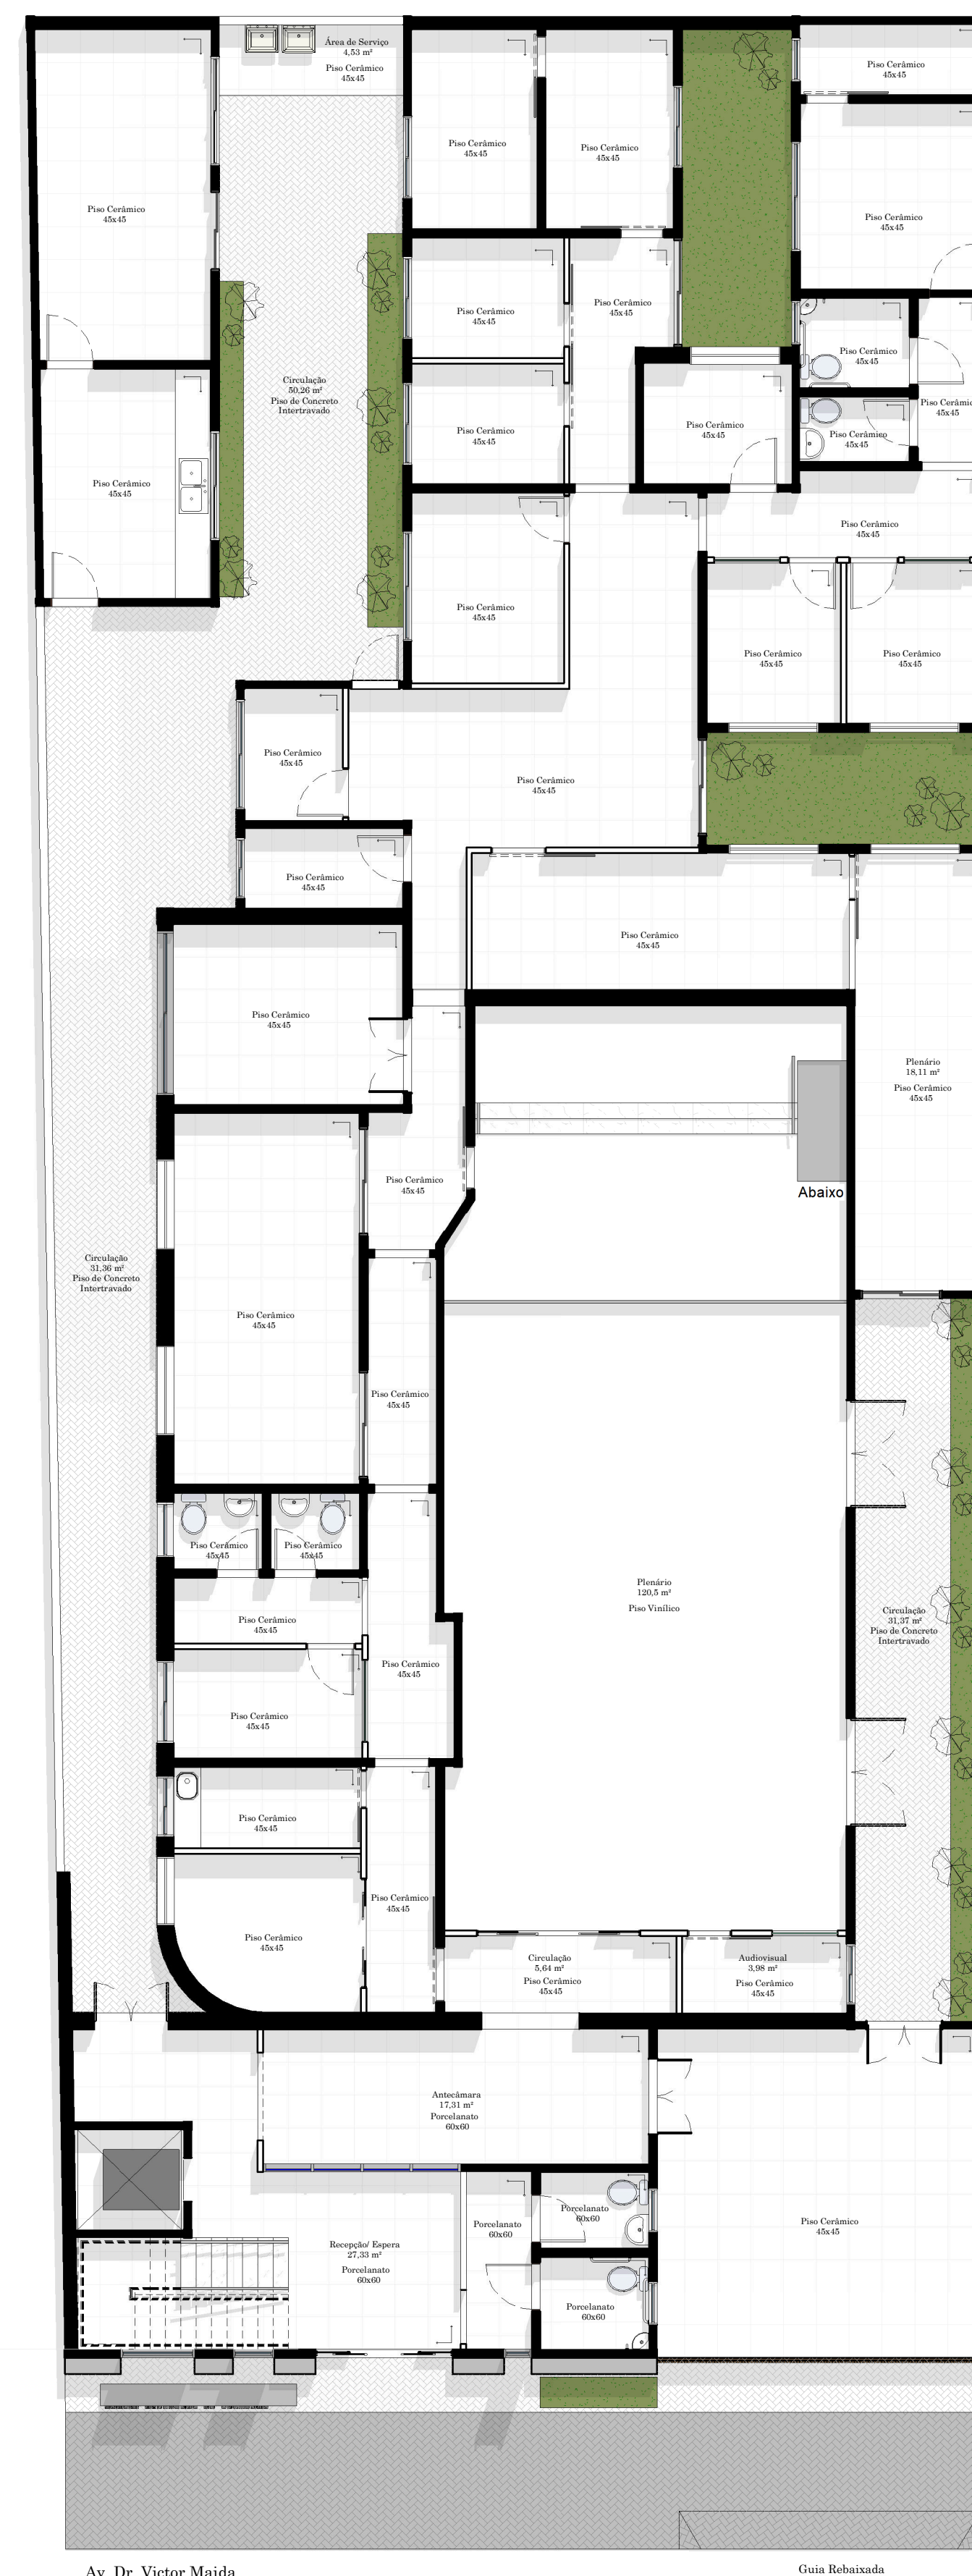 Área de Serviço
4,53 m²
Piso Cerâmico
45x45
Piso Cerâmico
45x45
Piso Cerâmico
45x45
Piso Cerâmico
45x45
Piso Cerâmico
45x45
Piso Cerâmico
45x45
Piso Cerâmico
45x45
Piso Cerâmico
45x45
Piso Cerâmico
45x45
Piso Cerâmico
45x45
Circulação
50,26 m²
Piso de Concreto
Intertravado
Piso Cerâmic
45x45
Piso Cerâmico
45x45
Piso Cerâmico
45x45
Piso Cerâmico
45x45
Piso Cerâmico
45x45
Piso Cerâmico
45x45
Piso Cerâmico
45x45
Piso Cerâmico
45x45
Piso Cerâmico
45x45
Piso Cerâmico
45x45
Piso Cerâmico
45x45
Piso Cerâmico
45x45
Piso Cerâmico
45x45
Piso Cerâmico
45x45
Piso Cerâmico
45x45
Plenário
18,11 m²
Piso Cerâmico
45x45
Piso Cerâmico
45x45
Abaixo
Circulação
31,36 m²
Piso de Concreto
Intertravado
Piso Cerâmico
45x45
Piso Cerâmico
45x45
Piso Cerâmico
45x45
Piso Cerâmico
45x45
Plenário
120,5 m²
Piso Vinílico
Circulação
31,37 m²
Piso de Concreto
Intertravado
Piso Cerâmico
45x45
Piso Cerâmico
45x45
Piso Cerâmico
45x45
Piso Cerâmico
45x45
Piso Cerâmico
45x45
Piso Cerâmico
45x45
Circulação
5,64 m²
Piso Cerâmico
45x45
Audiovisual
3,98 m²
Piso Cerâmico
45x45
Antecâmara
17,31 m²
Porcelanato
60x60
Porcelanato
60x60
Porcelanato
60x60
Piso Cerâmico
45x45
Recepção/ Espera
27,33 m²
Porcelanato
60x60
Porcelanato
60x60
Av. Dr. Victor Maida
Guia Rebaixada